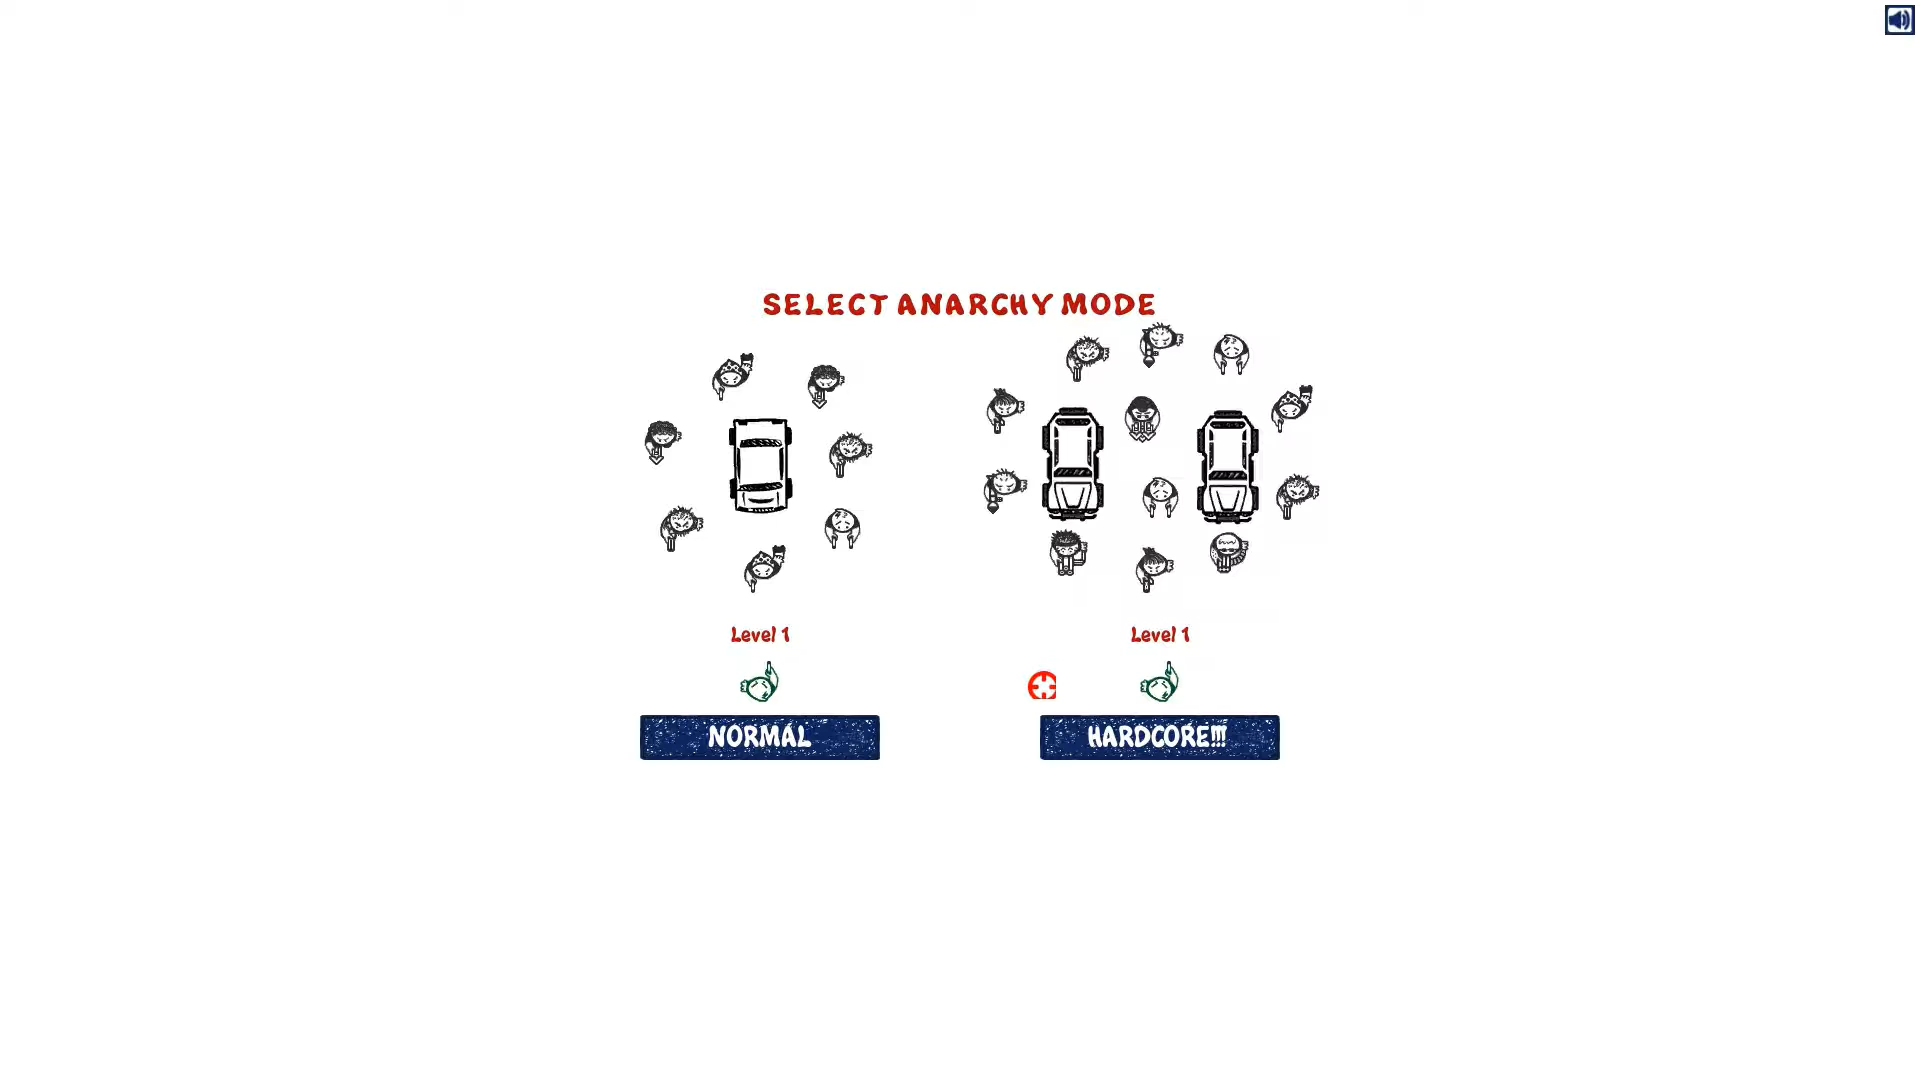 SELECT ANARCHY MODE
Level 1
Level 1
NORMAL
HARDCORE!!!